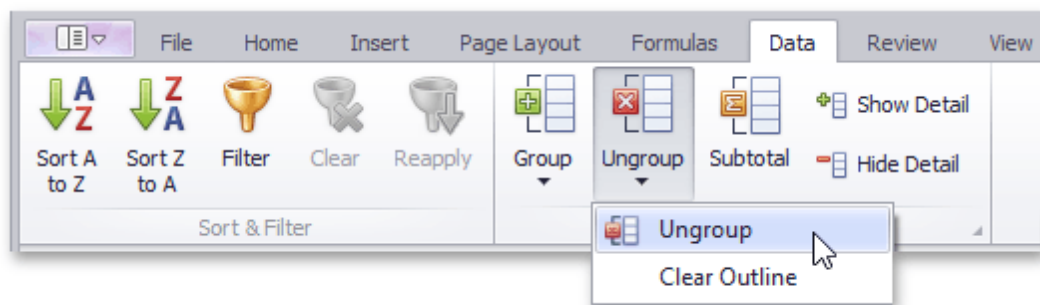 File Home Insert Page Layout Formulas Data Review View
Sort A
to Z
Sort Z
to A
Filter
Clear
Reapply
Group
Ungroup
Subtotal
Show Detail
Hide Detail
Sort & Filter
Ungroup
Clear Outline